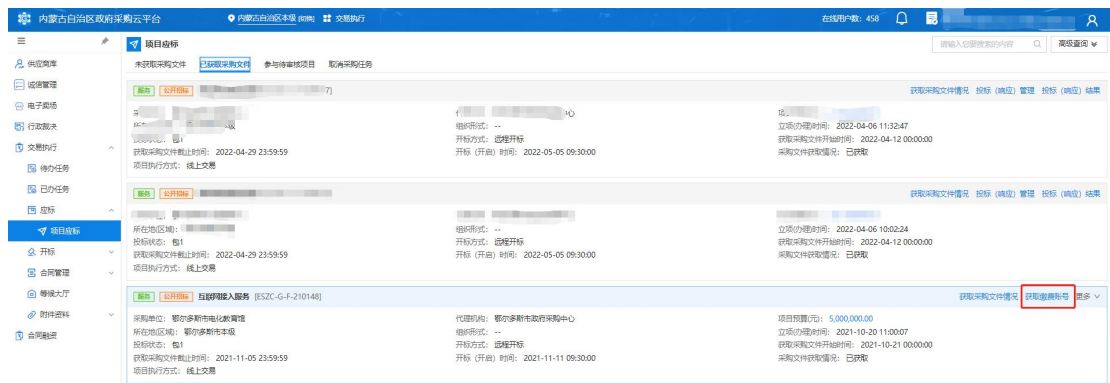 内蒙古自治区政府采购云平台 内蒙古自治区本级 [切换] 交易执行 在线用户数: 458
项目应标 请输入您要搜索的内容 高级查询
供应商库
诚信管理
电子卖场
行政裁决
交易执行
待办任务
已办任务
应标
项目应标
开标
合同管理
等候大厅
附件资料
合同融资
未获取采购文件 已获取采购文件 参与待审核项目 取消采购任务
服务 公开招标 7] 获取采购文件情况 投标（响应）管理 投标（响应）结果
中心
本级 组织形式: -- 立项(办理)时间: 2022-04-06 11:32:47
包1 开标方式: 远程开标 获取采购文件开始时间: 2022-04-12 00:00:00
获取采购文件截止时间: 2022-04-29 23:59:59 开标（开启）时间: 2022-05-05 09:30:00 采购文件获取情况: 已获取
项目执行方式: 线上交易
服务 公开招标 获取采购文件情况 投标（响应）管理 投标（响应）结果
所在地(区域): 组织形式: -- 立项(办理)时间: 2022-04-06 10:02:24
投标状态: 包1 开标方式: 远程开标 获取采购文件开始时间: 2022-04-12 00:00:00
获取采购文件截止时间: 2022-04-29 23:59:59 开标（开启）时间: 2022-05-05 09:30:00 采购文件获取情况: 已获取
项目执行方式: 线上交易
服务 公开招标 互联网接入服务 [ESZC-G-F-210148] 获取采购文件情况 获取缴费账号 更多
采购单位: 鄂尔多斯市电化教育馆 代理机构: 鄂尔多斯市政府采购中心 项目预算(元): 5,000,000.00
所在地(区域): 鄂尔多斯市本级 组织形式: -- 立项(办理)时间: 2021-10-20 11:00:07
投标状态: 包1 开标方式: 远程开标 获取采购文件开始时间: 2021-10-21 00:00:00
获取采购文件截止时间: 2021-11-05 23:59:59 开标（开启）时间: 2021-11-11 09:30:00 采购文件获取情况: 已获取
项目执行方式: 线上交易